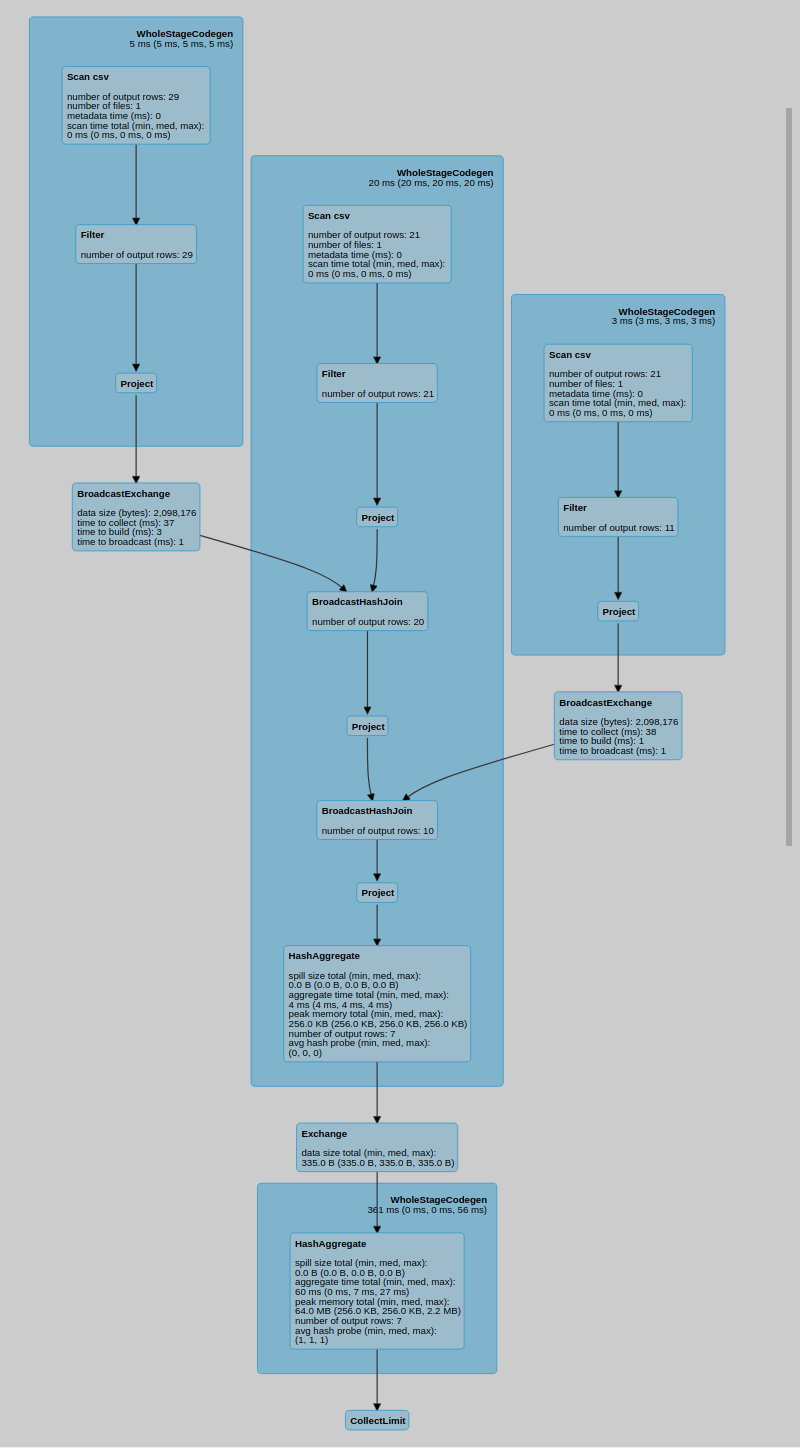 WholeStageCodegen
5 ms (5 ms, 5 ms, 5 ms)
Scan csv
number of output rows: 29
number of files: 1
metadata time (ms): 0
scan time total (min, med, max):
0 ms (0 ms, 0 ms, 0 ms)
Filter
number of output rows: 29
Project
BroadcastExchange
data size (bytes): 2,098,176
time to collect (ms): 37
time to build (ms): 3
time to broadcast (ms): 1
WholeStageCodegen
20 ms (20 ms, 20 ms, 20 ms)
Scan csv
number of output rows: 21
number of files: 1
metadata time (ms): 0
scan time total (min, med, max):
0 ms (0 ms, 0 ms, 0 ms)
Filter
number of output rows: 21
Project
BroadcastHashJoin
number of output rows: 20
Project
WholeStageCodegen
3 ms (3 ms, 3 ms, 3 ms)
Scan csv
number of output rows: 21
number of files: 1
metadata time (ms): 0
scan time total (min, med, max):
0 ms (0 ms, 0 ms, 0 ms)
Filter
number of output rows: 11
Project
BroadcastExchange
data size (bytes): 2,098,176
time to collect (ms): 38
time to build (ms): 1
time to broadcast (ms): 1
BroadcastHashJoin
number of output rows: 10
Project
HashAggregate
spill size total (min, med, max):
0.0 B (0.0 B, 0.0 B, 0.0 B)
aggregate time total (min, med, max):
4 ms (4 ms, 4 ms, 4 ms)
peak memory total (min, med, max):
256.0 KB (256.0 KB, 256.0 KB, 256.0 KB)
number of output rows: 7
avg hash probe (min, med, max):
(0, 0, 0)
Exchange
data size total (min, med, max):
335.0 B (335.0 B, 335.0 B, 335.0 B)
WholeStageCodegen
361 ms (0 ms, 0 ms, 56 ms)
HashAggregate
spill size total (min, med, max):
0.0 B (0.0 B, 0.0 B, 0.0 B)
aggregate time total (min, med, max):
60 ms (0 ms, 7 ms, 27 ms)
peak memory total (min, med, max):
64.0 MB (256.0 KB, 256.0 KB, 2.2 MB)
number of output rows: 7
avg hash probe (min, med, max):
(1, 1, 1)
CollectLimit